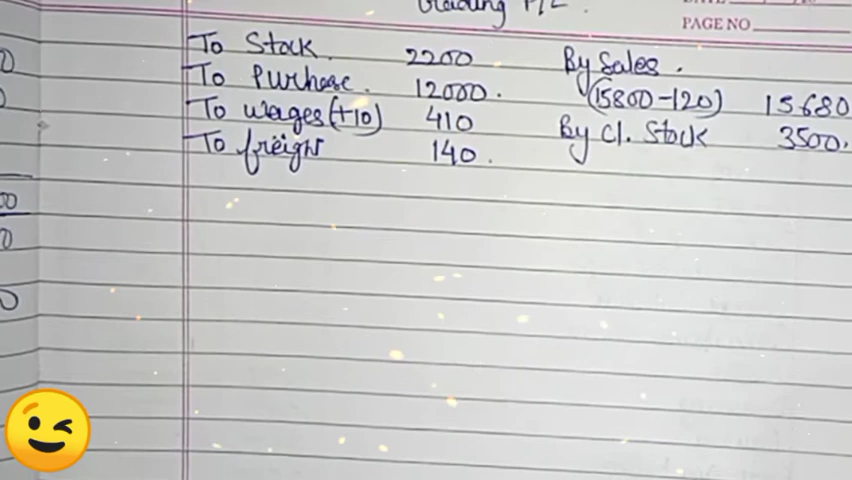 Trading P/L.
PAGE NO
To Stock. 2200 By Sales.
To Purchase. 12000. (15800-120) 15680
To wages(+10) 410 By Cl. Stock 3500.
To freight 140.